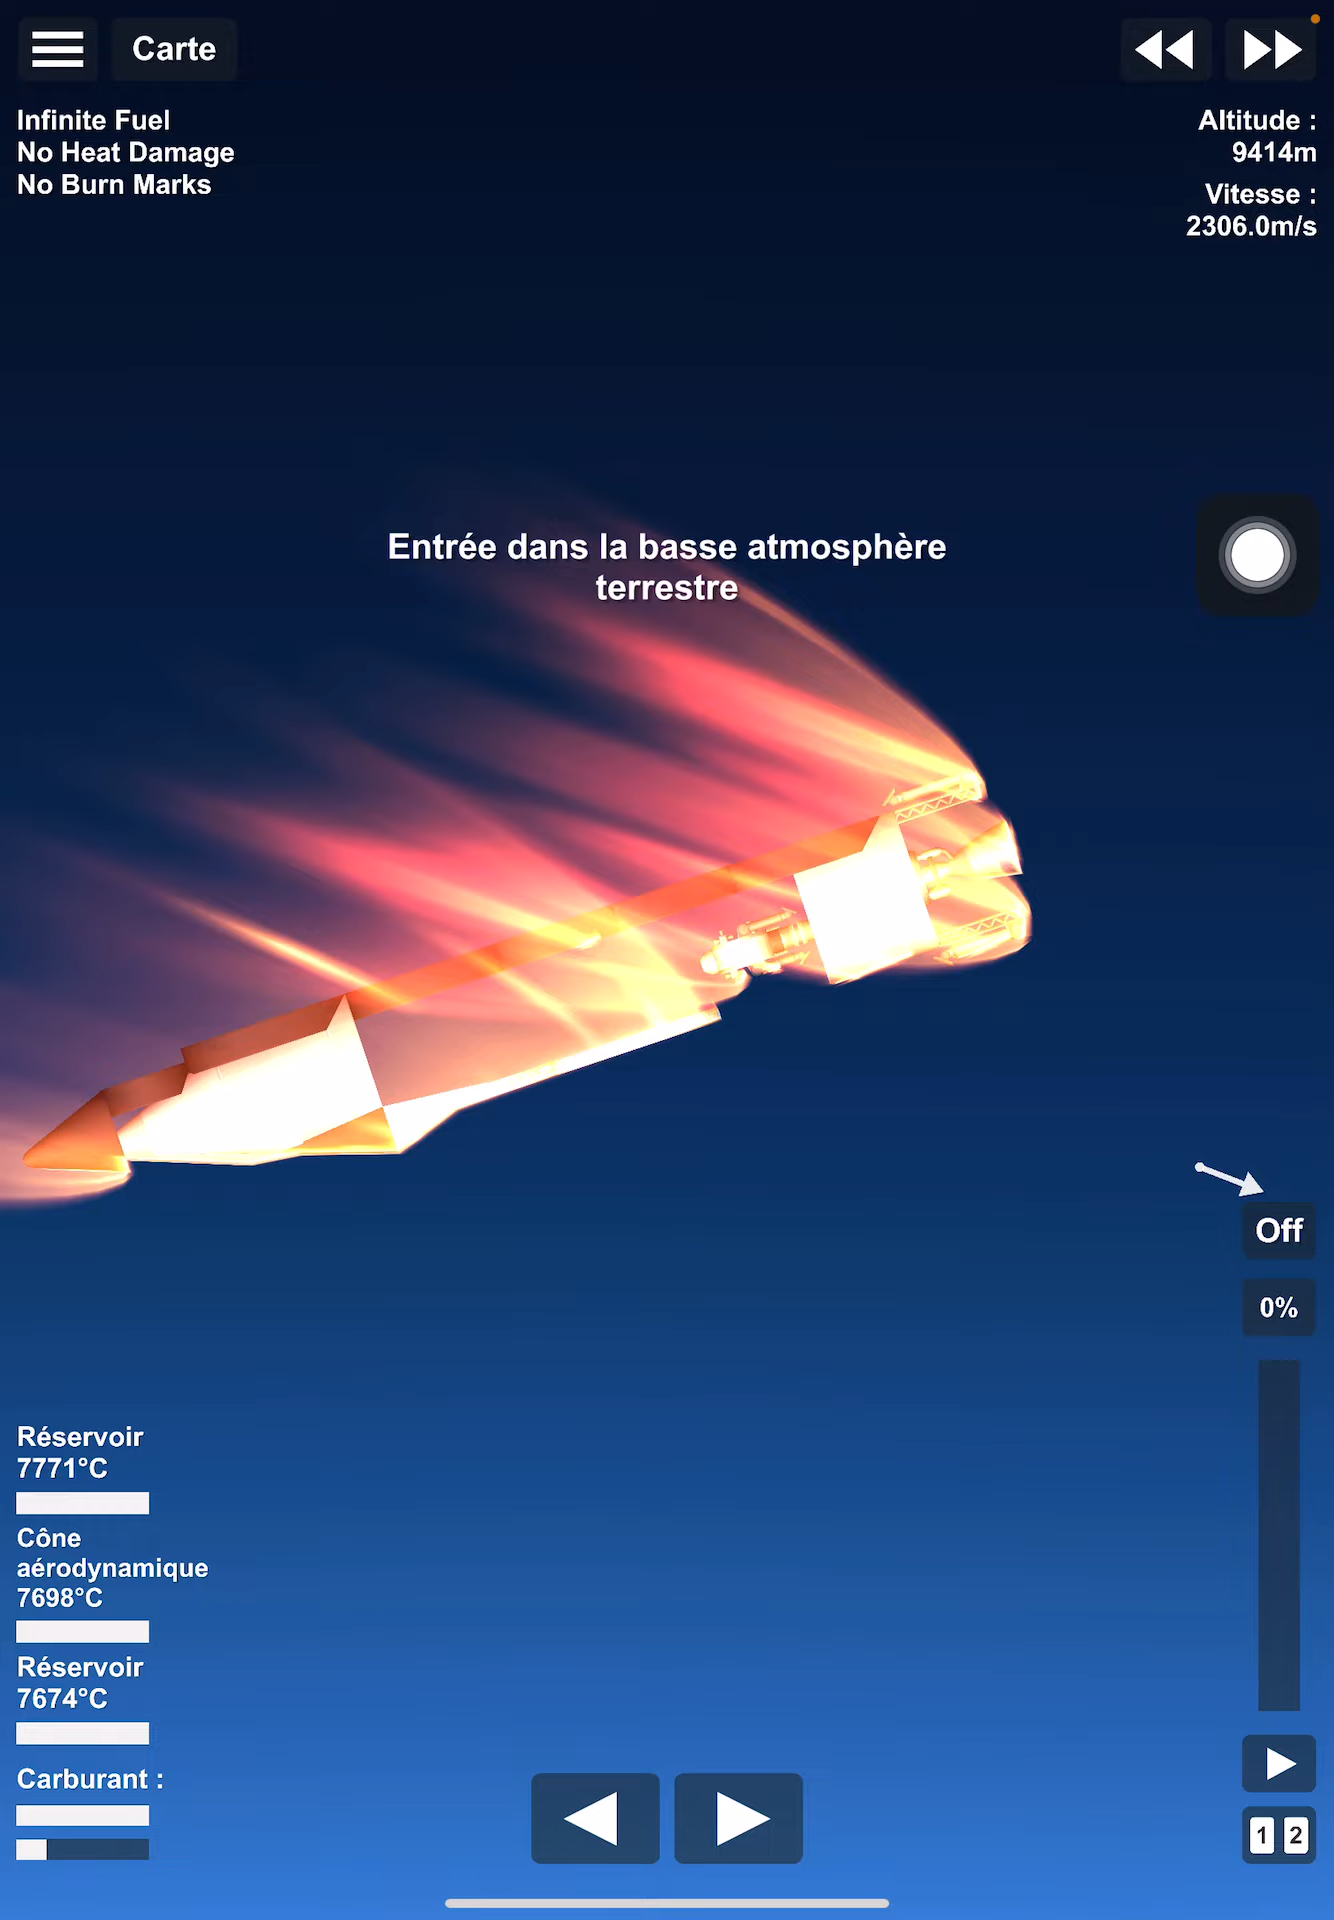 Carte
Infinite Fuel
No Heat Damage
No Burn Marks
Altitude :
9414m
Vitesse :
2306.0m/s
Entrée dans la basse atmosphère
terrestre
Off
0%
Réservoir
7771°C
Cône
aérodynamique
7698°C
Réservoir
7674°C
Carburant :
1 2